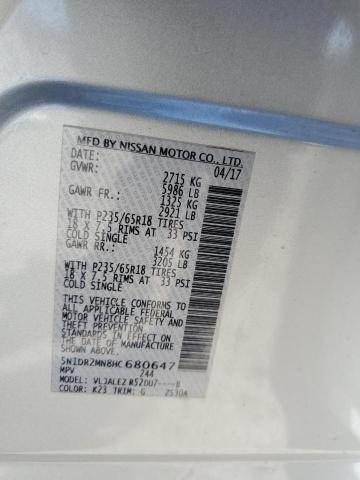 MFD BY NISSAN MOTOR CO., LTD.
DATE: 04/17
GVWR: 2715 KG
5986 LB
GAWR FR: 1325 KG
2921 LB
WITH P235/65R18 TIRES
18 X 7.5 RIMS AT 33 PSI
COLD SINGLE
GAWR RR: 1454 KG
3205 LB
WITH P235/65R18 TIRES
18 X 7.5 RIMS AT 33 PSI
COLD SINGLE
THIS VEHICLE CONFORMS TO
ALL APPLICABLE FEDERAL
MOTOR VEHICLE SAFETY
AND THEFT PREVENTION
STANDARDS IN EFFECT ON
THE DATE OF MANUFACTURE
SHOWN ABOVE.
5N1DR2MN8HC680647
MPV 244
MODEL:
COLOR: K23 TRIM: G 25304